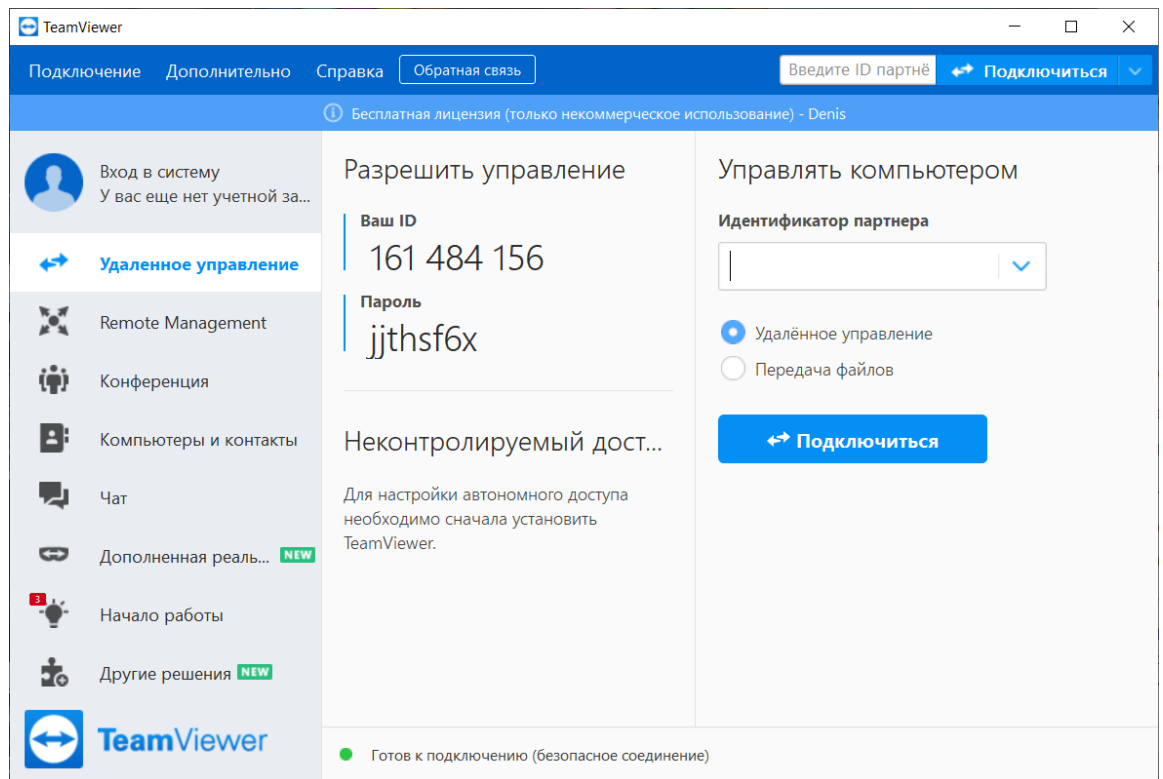 TeamViewer
Подключение Дополнительно Справка Обратная связь Введите ID партнё Подключиться
Бесплатная лицензия (только некоммерческое использование) - Denis
Вход в систему
У вас еще нет учетной за...
Удаленное управление
Remote Management
Конференция
Компьютеры и контакты
Чат
Дополненная реаль... NEW
3
Начало работы
Другие решения NEW
TeamViewer
Разрешить управление
Ваш ID
161 484 156
Пароль
jjthsf6x
Неконтролируемый дост...
Для настройки автономного доступа
необходимо сначала установить
TeamViewer.
Управлять компьютером
Идентификатор партнера
Удалённое управление
Передача файлов
Подключиться
Готов к подключению (безопасное соединение)